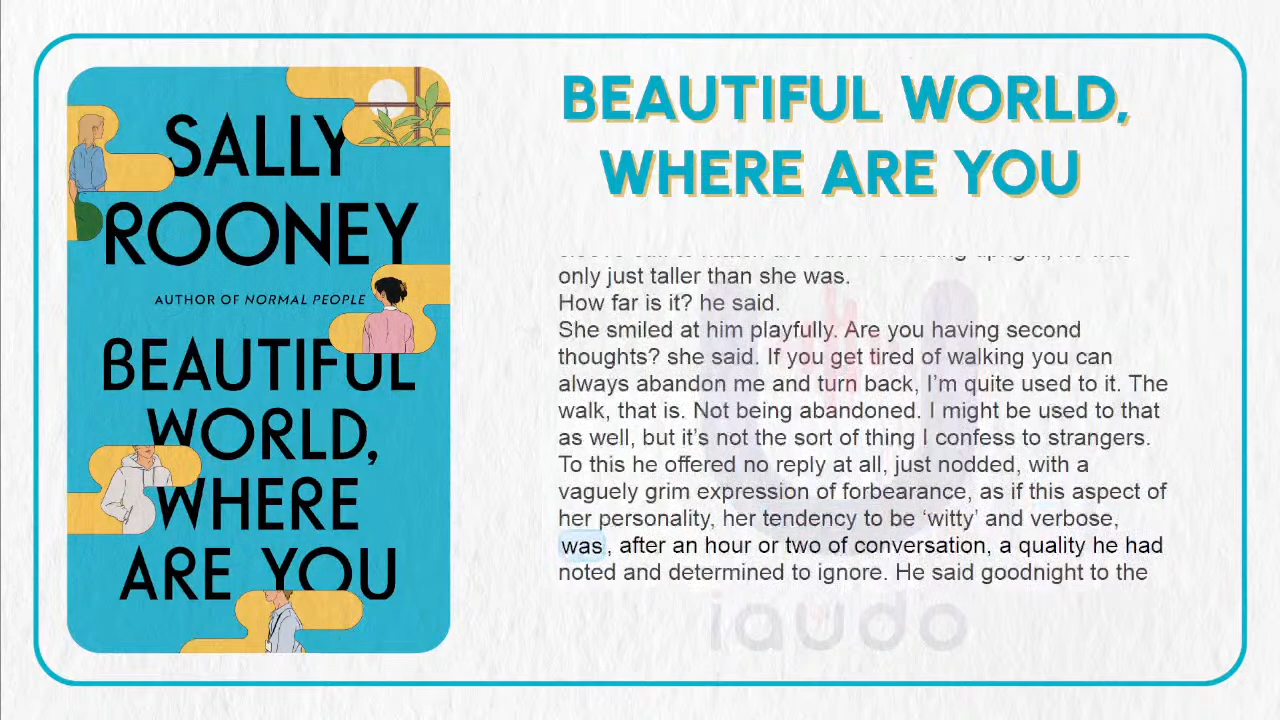 SALLY
ROONEY
AUTHOR OF NORMAL PEOPLE
BEAUTIFUL
WORLD,
WHERE
ARE YOU
BEAUTIFUL WORLD,
WHERE ARE YOU
only just taller than she was.
How far is it? he said.
She smiled at him playfully. Are you having second
thoughts? she said. If you get tired of walking you can
always abandon me and turn back, I’m quite used to it. The
walk, that is. Not being abandoned. I might be used to that
as well, but it’s not the sort of thing I confess to strangers.
To this he offered no reply at all, just nodded, with a
vaguely grim expression of forbearance, as if this aspect of
her personality, her tendency to be ‘witty’ and verbose,
was, after an hour or two of conversation, a quality he had
noted and determined to ignore. He said goodnight to the
iaudo